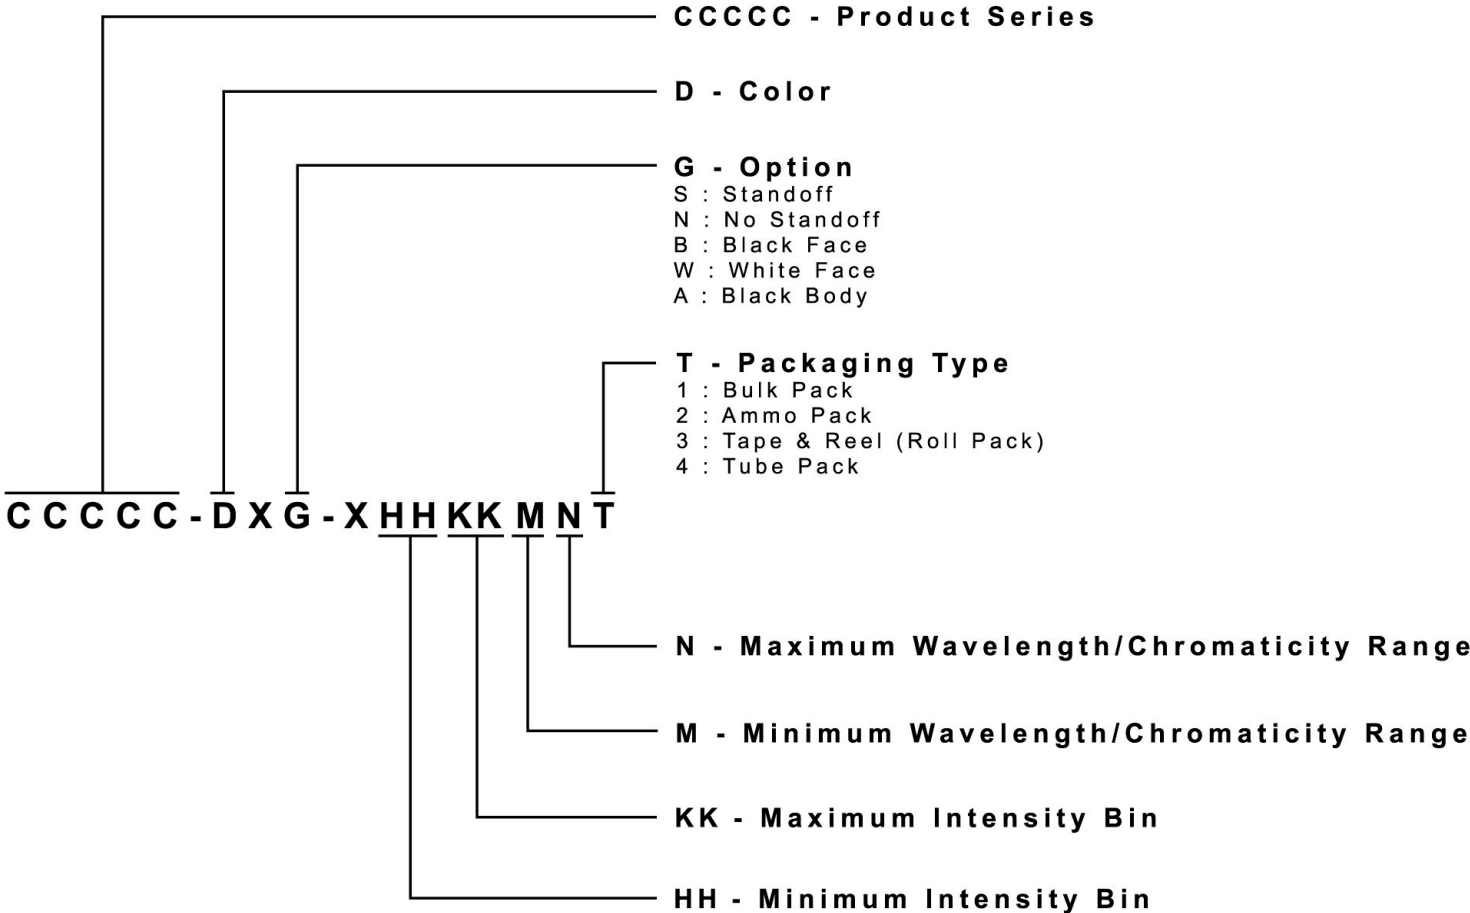 CCCCC - Product Series
D - Color
G - Option
S : Standoff
N : No Standoff
B : Black Face
W : White Face
A : Black Body
T - Packaging Type
1 : Bulk Pack
2 : Ammo Pack
3 : Tape & Reel (Roll Pack)
4 : Tube Pack
CCCCC-DXG-XHHKKMNT
N - Maximum Wavelength/Chromaticity Range
M - Minimum Wavelength/Chromaticity Range
KK - Maximum Intensity Bin
HH - Minimum Intensity Bin